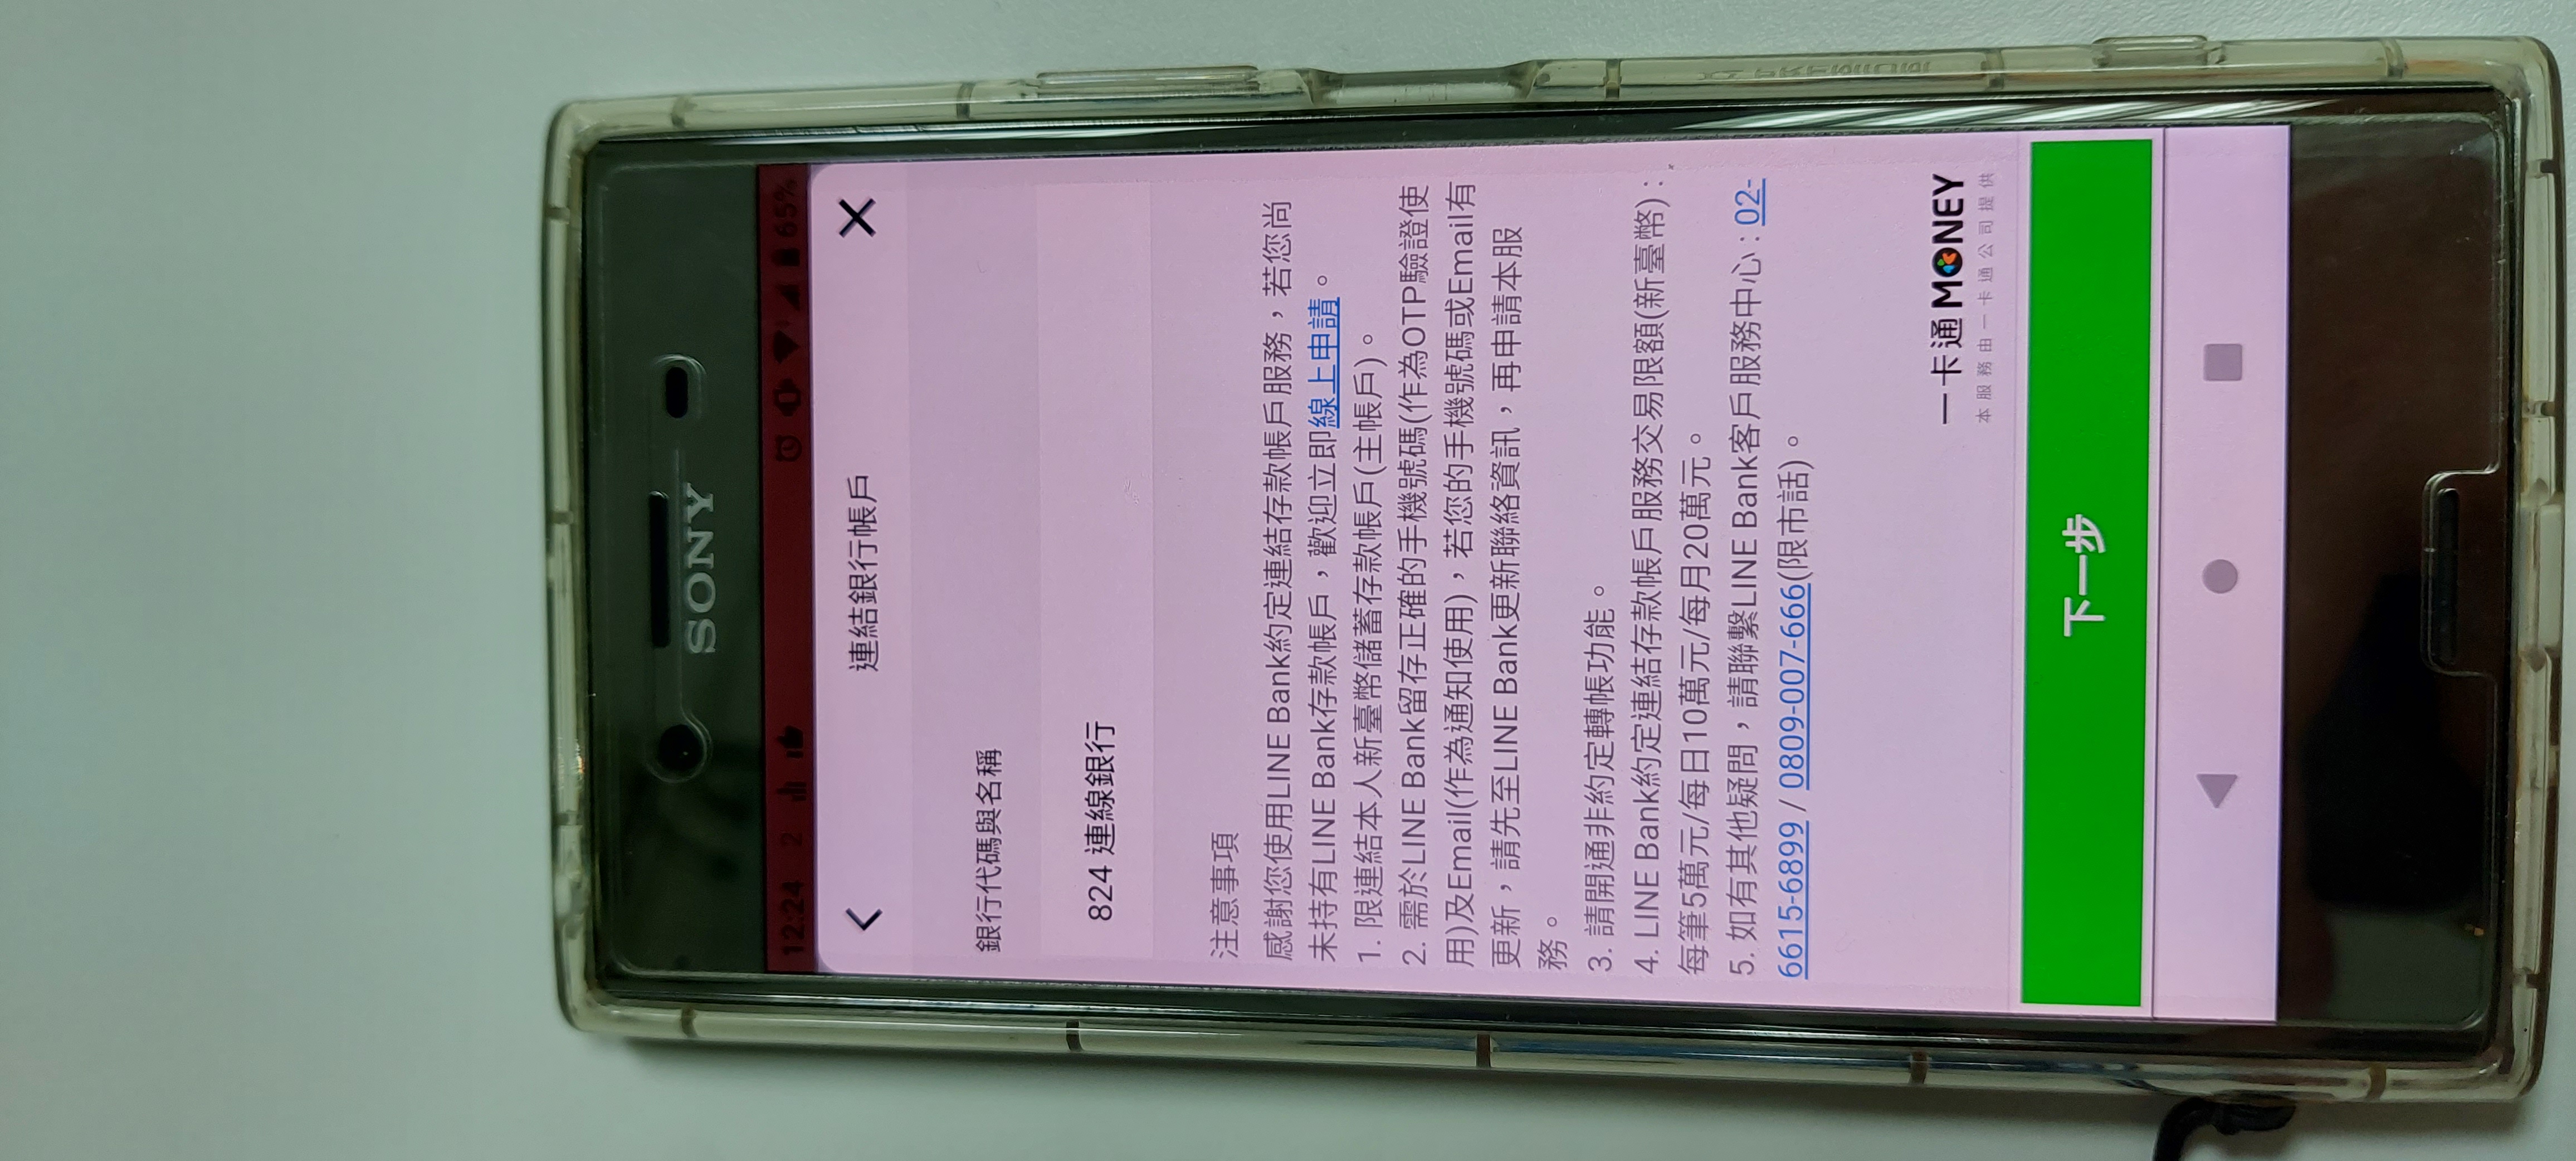 SONY
12:24 2 65%
連結銀行帳戶
銀行代碼與名稱
824 連線銀行
注意事項
感謝您使用LINE Bank約定連結存款帳戶服務，若您尚
未持有LINE Bank存款帳戶，歡迎立即線上申請。
1. 限連結本人新臺幣儲蓄存款帳戶(主帳戶)。
2. 需於LINE Bank留存正確的手機號碼(作為OTP驗證使
用)及Email(作為通知使用)，若您的手機號碼或Email有
更新，請先至LINE Bank更新聯絡資訊，再申請本服
務。
3. 請開通非約定轉帳功能。
4. LINE Bank約定連結存款帳戶服務交易限額(新臺幣) :
每筆5萬元/每日10萬元/每月20萬元。
5. 如有其他疑問，請聯繫LINE Bank客戶服務中心 : 02-
6615-6899 / 0809-007-666(限市話)。
一卡通 MONEY
本服務由一卡通公司提供
下一步